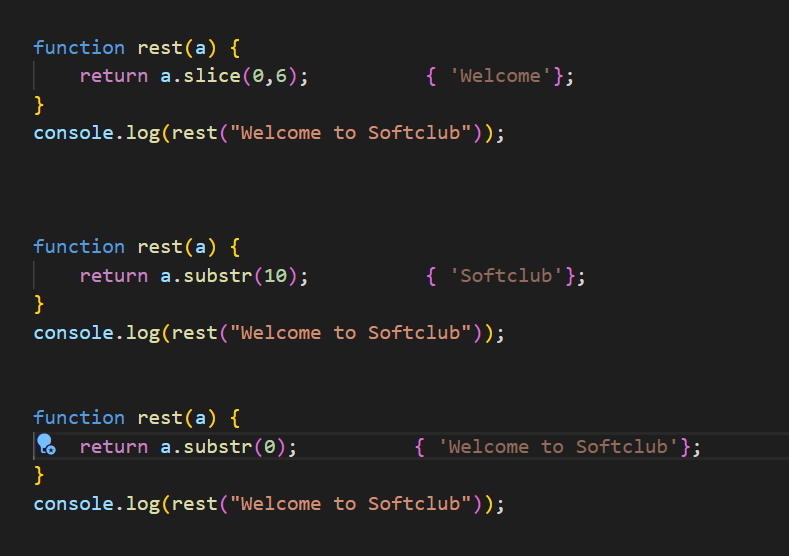 function rest(a) {
    return a.slice(0,6);          { 'Welcome'};
}
console.log(rest("Welcome to Softclub"));
function rest(a) {
    return a.substr(10);          { 'Softclub'};
}
console.log(rest("Welcome to Softclub"));
function rest(a) {
    return a.substr(0);          { 'Welcome to Softclub'};
}
console.log(rest("Welcome to Softclub"));